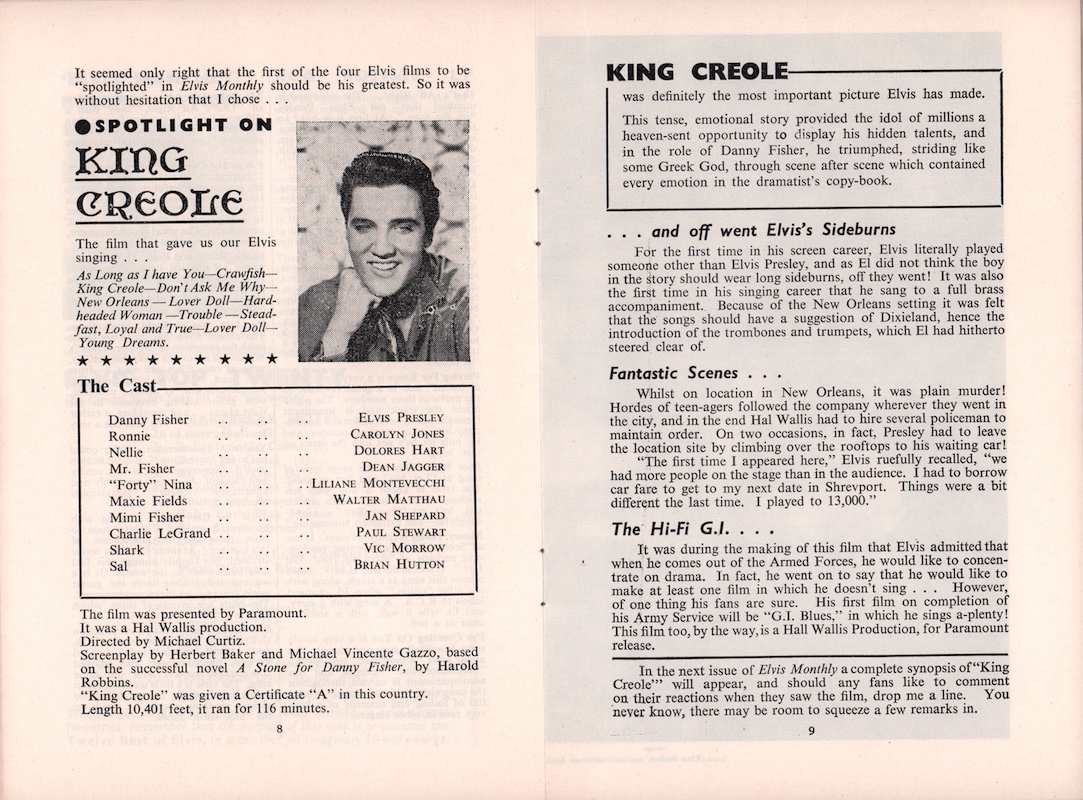 It seemed only right that the first of the four Elvis films to be
“spotlighted” in Elvis Monthly should be his greatest. So it was
without hesitation that I chose . . .
●SPOTLIGHT ON
KING
CREOLE
The film that gave us our Elvis
singing . . .
As Long as I have You—Crawfish—
King Creole—Don't Ask Me Why—
New Orleans — Lover Doll—Hard-
headed Woman —Trouble —Stead-
fast, Loyal and True—Lover Doll—
Young Dreams.
★ ★ ★ ★ ★ ★ ★ ★ ★
The Cast
Danny Fisher .. .. .. ELVIS PRESLEY
Ronnie .. .. .. CAROLYN JONES
Nellie .. .. .. DOLORES HART
Mr. Fisher .. .. .. DEAN JAGGER
“Forty” Nina .. .. .. LILIANE MONTEVECCHI
Maxie Fields .. .. .. WALTER MATTHAU
Mimi Fisher .. .. .. JAN SHEPARD
Charlie LeGrand .. .. .. PAUL STEWART
Shark .. .. .. VIC MORROW
Sal .. .. .. BRIAN HUTTON
The film was presented by Paramount.
It was a Hal Wallis production.
Directed by Michael Curtiz.
Screenplay by Herbert Baker and Michael Vincente Gazzo, based
on the successful novel A Stone for Danny Fisher, by Harold
Robbins.
“King Creole” was given a Certificate “A” in this country.
Length 10,401 feet, it ran for 116 minutes.
8
KING CREOLE
was definitely the most important picture Elvis has made.
This tense, emotional story provided the idol of millions a
heaven-sent opportunity to display his hidden talents, and
in the role of Danny Fisher, he triumphed, striding like
some Greek God, through scene after scene which contained
every emotion in the dramatist's copy-book.
. . . and off went Elvis's Sideburns
For the first time in his screen career, Elvis literally played
someone other than Elvis Presley, and as El did not think the boy
in the story should wear long sideburns, off they went! It was also
the first time in his singing career that he sang to a full brass
accompaniment. Because of the New Orleans setting it was felt
that the songs should have a suggestion of Dixieland, hence the
introduction of the trombones and trumpets, which El had hitherto
steered clear of.
Fantastic Scenes . . .
Whilst on location in New Orleans, it was plain murder!
Hordes of teen-agers followed the company wherever they went in
the city, and in the end Hal Wallis had to hire several policeman to
maintain order. On two occasions, in fact, Presley had to leave
the location site by climbing over the rooftops to his waiting car!
“The first time I appeared here,” Elvis ruefully recalled, “we
had more people on the stage than in the audience. I had to borrow
car fare to get to my next date in Shrevport. Things were a bit
different the last time. I played to 13,000.”
The Hi-Fi G.I. . . . .
It was during the making of this film that Elvis admitted that
when he comes out of the Armed Forces, he would like to concen-
trate on drama. In fact, he went on to say that he would like to
make at least one film in which he doesn't sing . . . However,
of one thing his fans are sure. His first film on completion of
his Army Service will be “G.I. Blues,” in which he sings a-plenty!
This film too, by the way, is a Hall Wallis Production, for Paramount
release.
In the next issue of Elvis Monthly a complete synopsis of “King
Creole”’ will appear, and should any fans like to comment
on their reactions when they saw the film, drop me a line. You
never know, there may be room to squeeze a few remarks in.
9